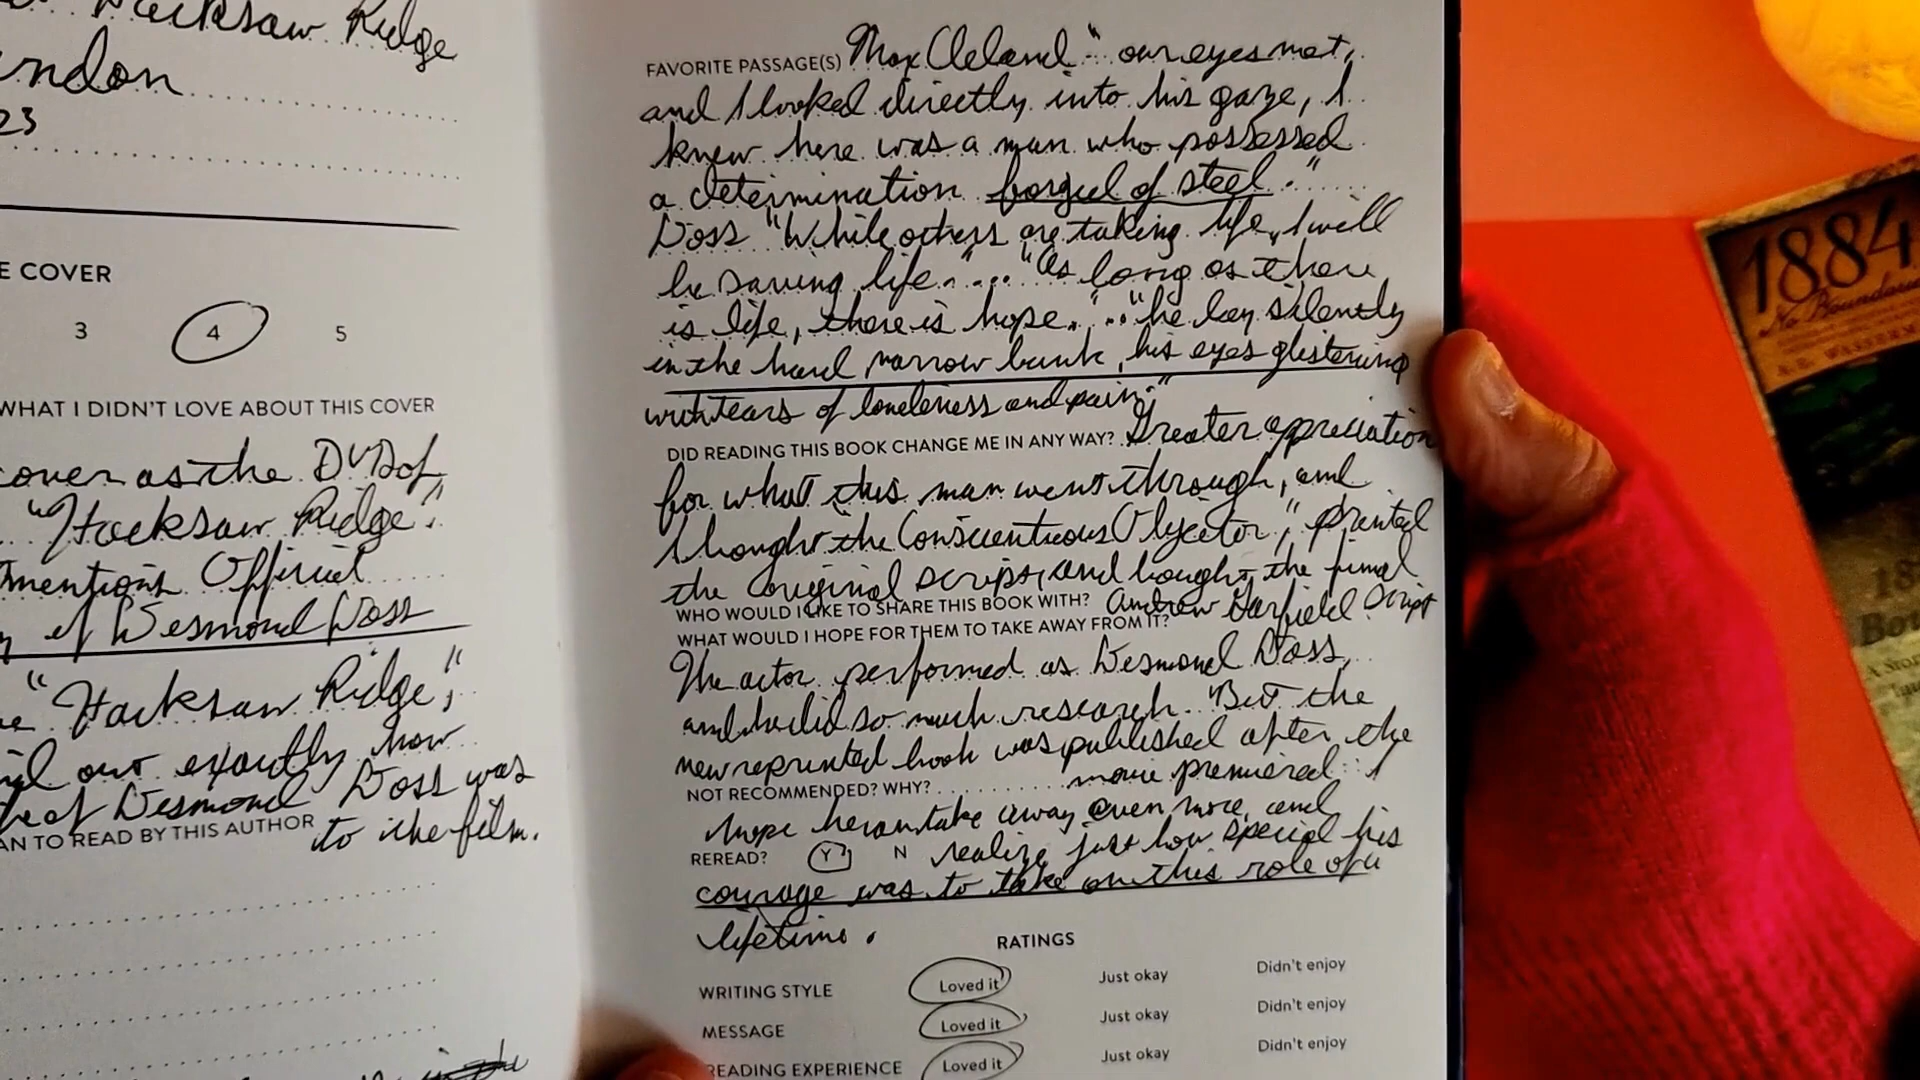 Hacksaw Ridge
ndon
23
E COVER
3 4 5
WHAT I DIDN'T LOVE ABOUT THIS COVER
cover as the DVD of
"Hacksaw Ridge".
mentions Official
of Desmond Doss
"Hacksaw Ridge",
out exactly how
of Desmond Doss was
AN TO READ BY THIS AUTHOR to the film.
FAVORITE PASSAGE(S) Max Cleland "our eyes met,
and I looked directly into his gaze, I
knew here was a man who possessed
a determination forged of steel."
Doss "While others are taking life, I will
be saving life."... "As long as there
is life, there is hope." .. "he lay silently
in the hard narrow bunk, his eyes glistening
with tears of loneliness and pain."
DID READING THIS BOOK CHANGE ME IN ANY WAY? Greater appreciation
for what this man went through, and
I bought the Conscientious Objector," printed
the original script, and bought the final
WHO WOULD I LIKE TO SHARE THIS BOOK WITH? Andrew Garfield script
WHAT WOULD I HOPE FOR THEM TO TAKE AWAY FROM IT?
The actor performed as Desmond Doss,
and he did so much research. But the
new reprinted book was published after the
NOT RECOMMENDED? WHY? movie premiered. I
hope he can take away even more, and
REREAD? Y N realize just how special his
courage was to take on this role of a
lifetime.
RATINGS
WRITING STYLE Loved it Just okay Didn't enjoy
MESSAGE Loved it Just okay Didn't enjoy
READING EXPERIENCE Loved it Just okay Didn't enjoy
1884
No Boundaries